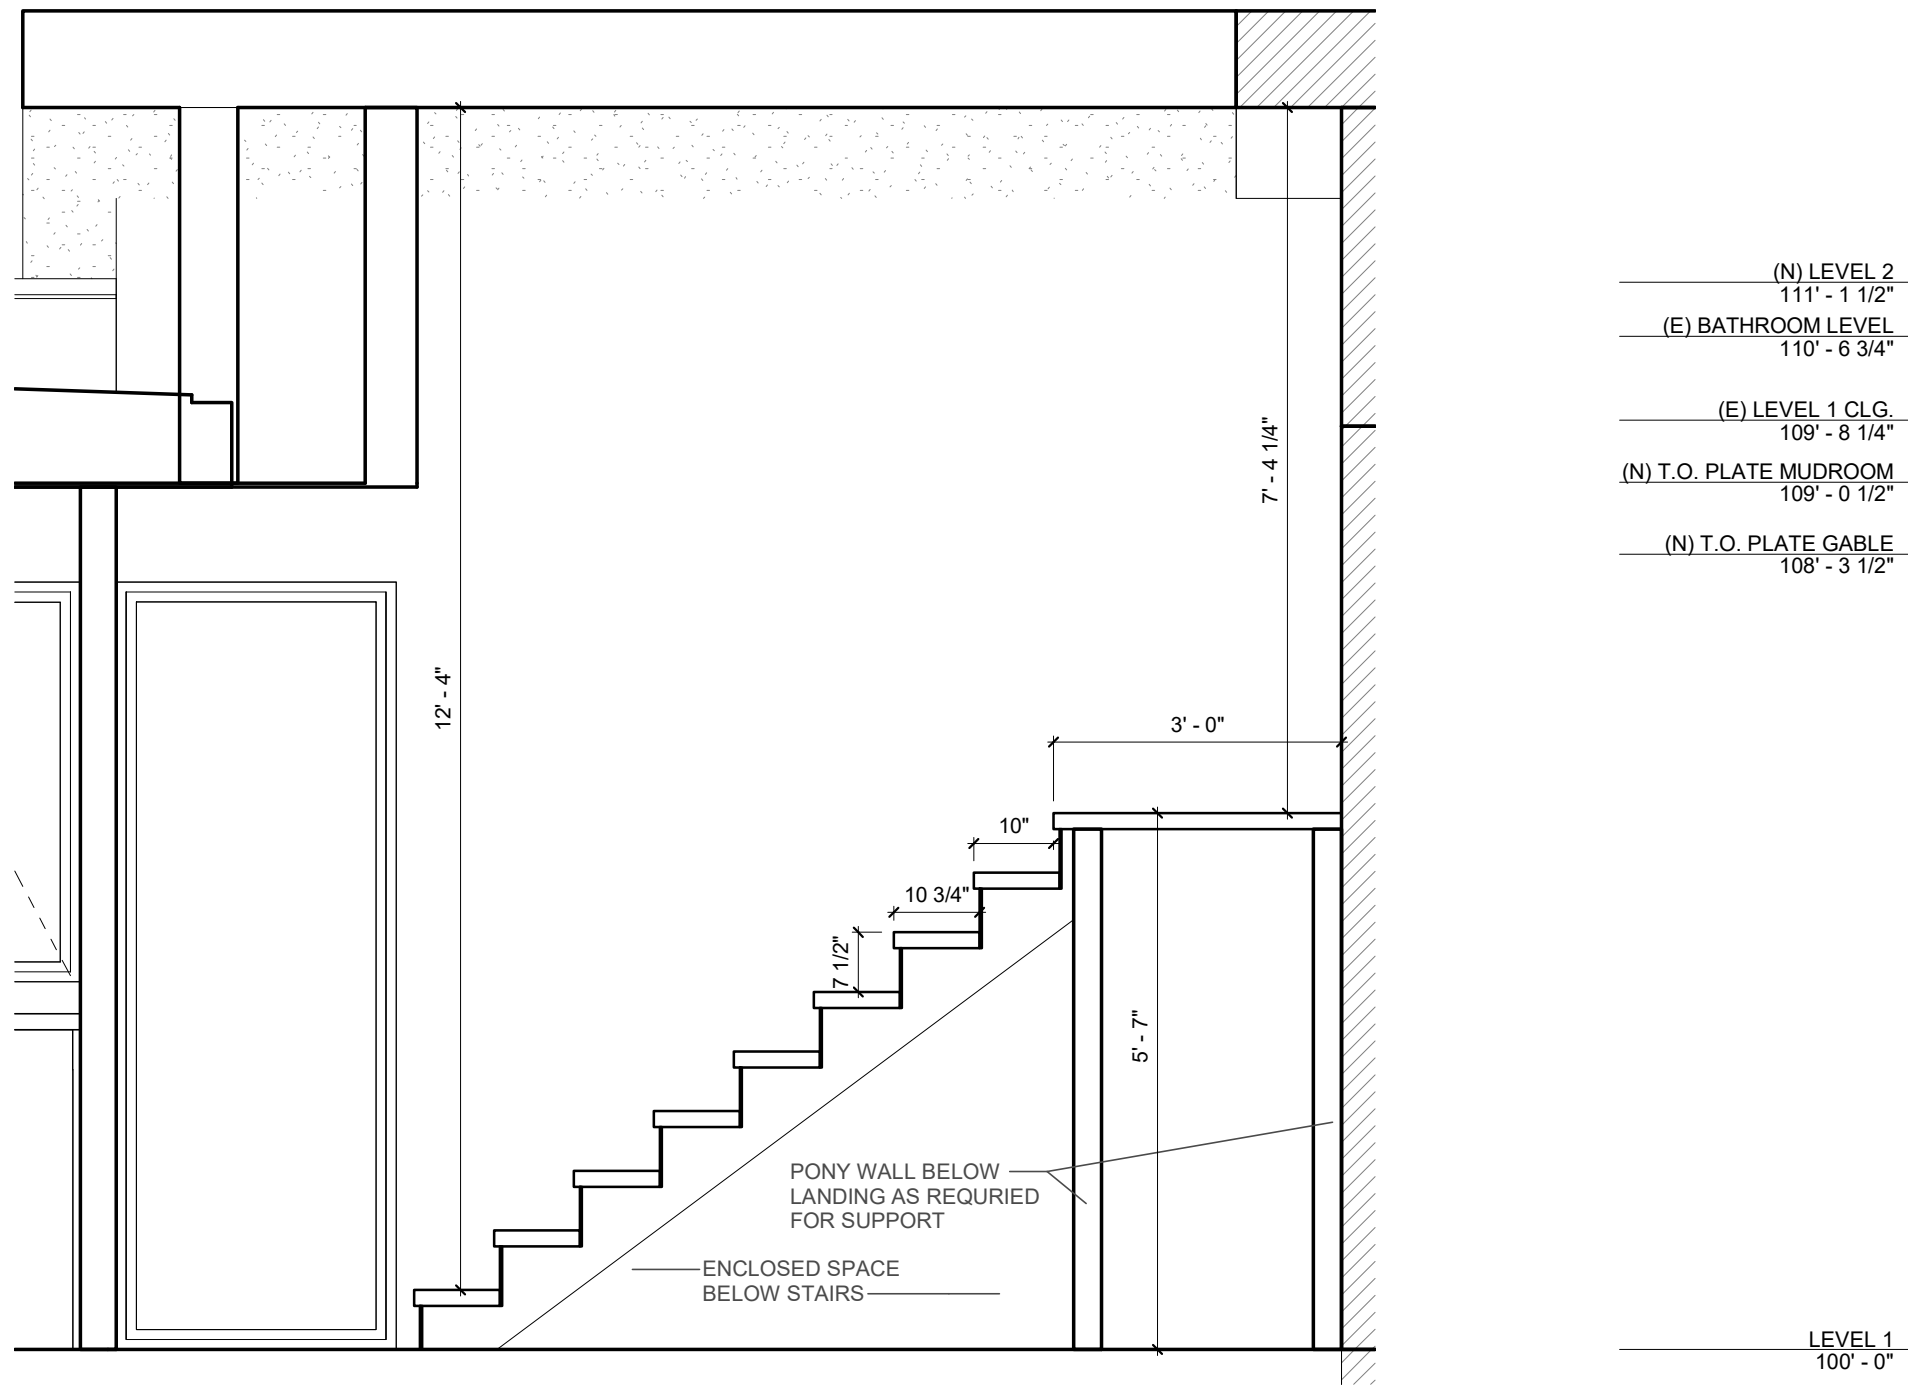 (N) LEVEL 2
111' - 1 1/2"
(E) BATHROOM LEVEL
110' - 6 3/4"
(E) LEVEL 1 CLG.
109' - 8 1/4"
(N) T.O. PLATE MUDROOM
109' - 0 1/2"
(N) T.O. PLATE GABLE
108' - 3 1/2"
7' - 4 1/4"
12' - 4"
3' - 0"
10"
10 3/4"
7 1/2"
5' - 7"
PONY WALL BELOW
LANDING AS REQURIED
FOR SUPPORT
ENCLOSED SPACE
BELOW STAIRS
LEVEL 1
100' - 0"